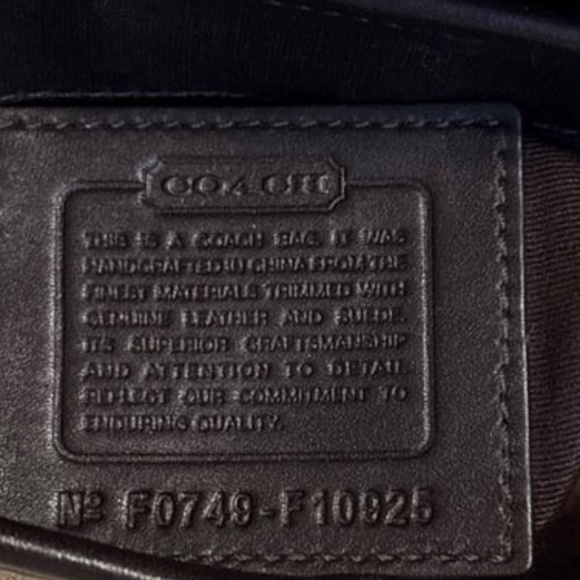 COACH
THIS IS A COACH BAG. IT WAS
HANDCRAFTED IN CHINA FROM THE
FINEST MATERIALS TRIMMED WITH
GENUINE LEATHER AND SUEDE.
ITS SUPERIOR CRAFTSMANSHIP
AND ATTENTION TO DETAIL
REFLECT OUR COMMITMENT TO
ENDURING QUALITY.
Nº F0749-F10925